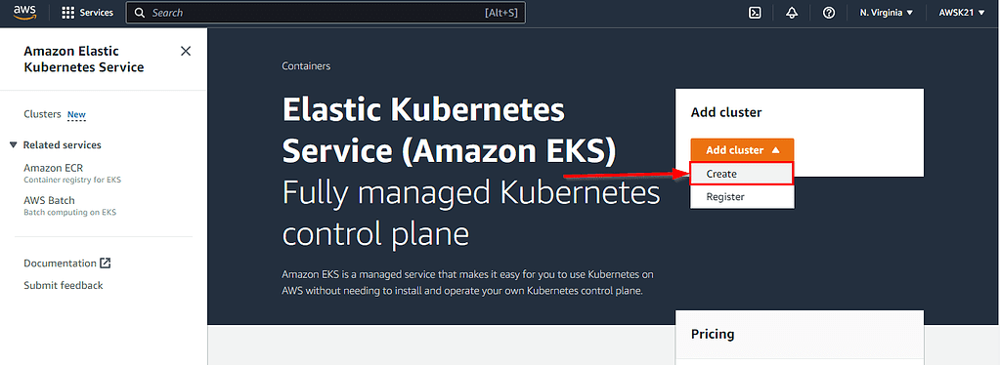 aws
Services
Search
[Alt+S]
N. Virginia
AWSK21
Amazon Elastic
Kubernetes Service
Clusters New
Related services
Amazon ECR
Container registry for EKS
AWS Batch
Batch computing on EKS
Documentation
Submit feedback
Containers
Elastic Kubernetes
Service (Amazon EKS)
Fully managed Kubernetes
control plane
Amazon EKS is a managed service that makes it easy for you to use Kubernetes on
AWS without needing to install and operate your own Kubernetes control plane.
Add cluster
Add cluster
Create
Register
Pricing